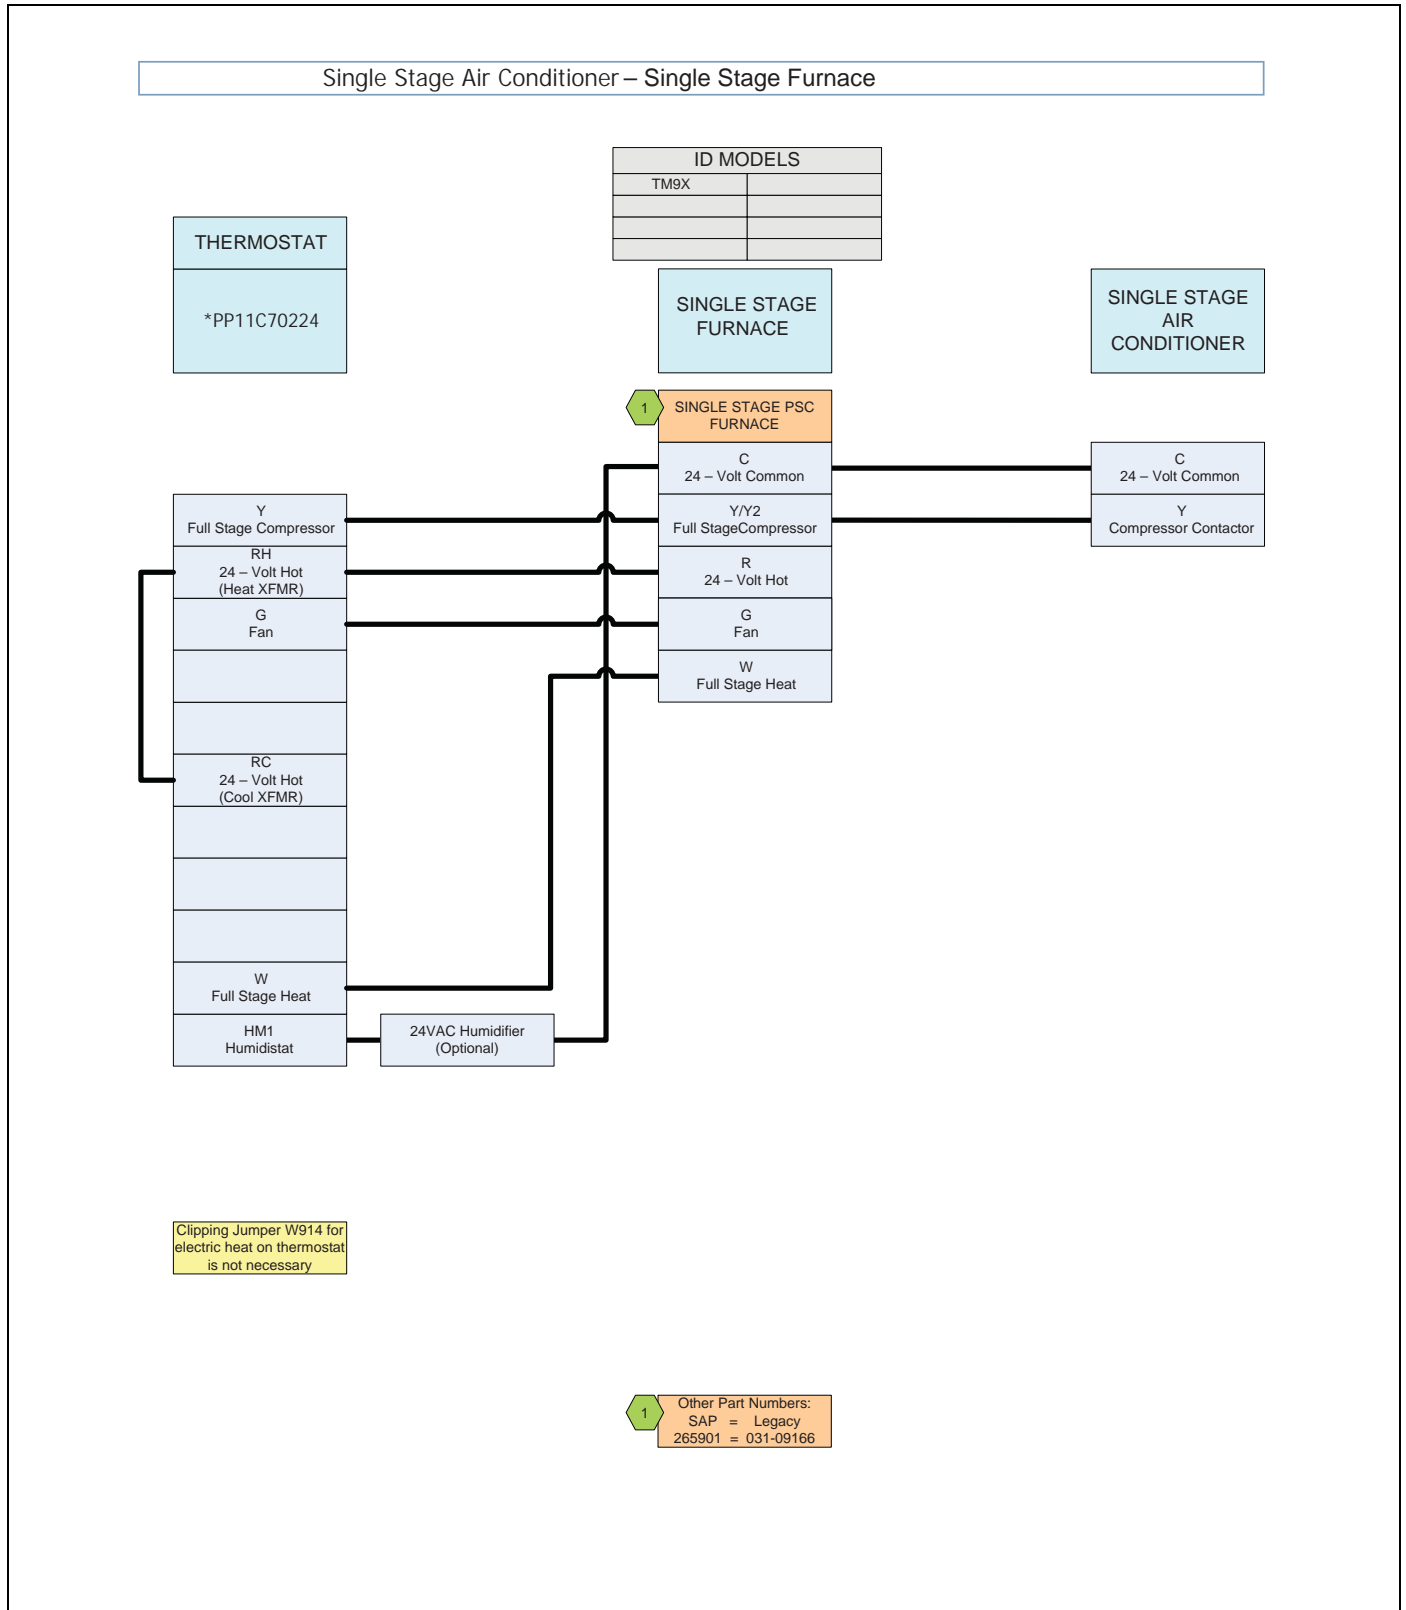 Single Stage Air Conditioner – Single Stage Furnace
ID MODELS
TM9X
THERMOSTAT
*PP11C70224
SINGLE STAGE
FURNACE
SINGLE STAGE
AIR
CONDITIONER
1
SINGLE STAGE PSC
FURNACE
C
24 – Volt Common
Y/Y2
Full StageCompressor
R
24 – Volt Hot
G
Fan
W
Full Stage Heat
C
24 – Volt Common
Y
Compressor Contactor
Y
Full Stage Compressor
RH
24 – Volt Hot
(Heat XFMR)
G
Fan
RC
24 – Volt Hot
(Cool XFMR)
W
Full Stage Heat
HM1
Humidistat
24VAC Humidifier
(Optional)
Clipping Jumper W914 for
electric heat on thermostat
is not necessary
1
Other Part Numbers:
SAP = Legacy
265901 = 031-09166